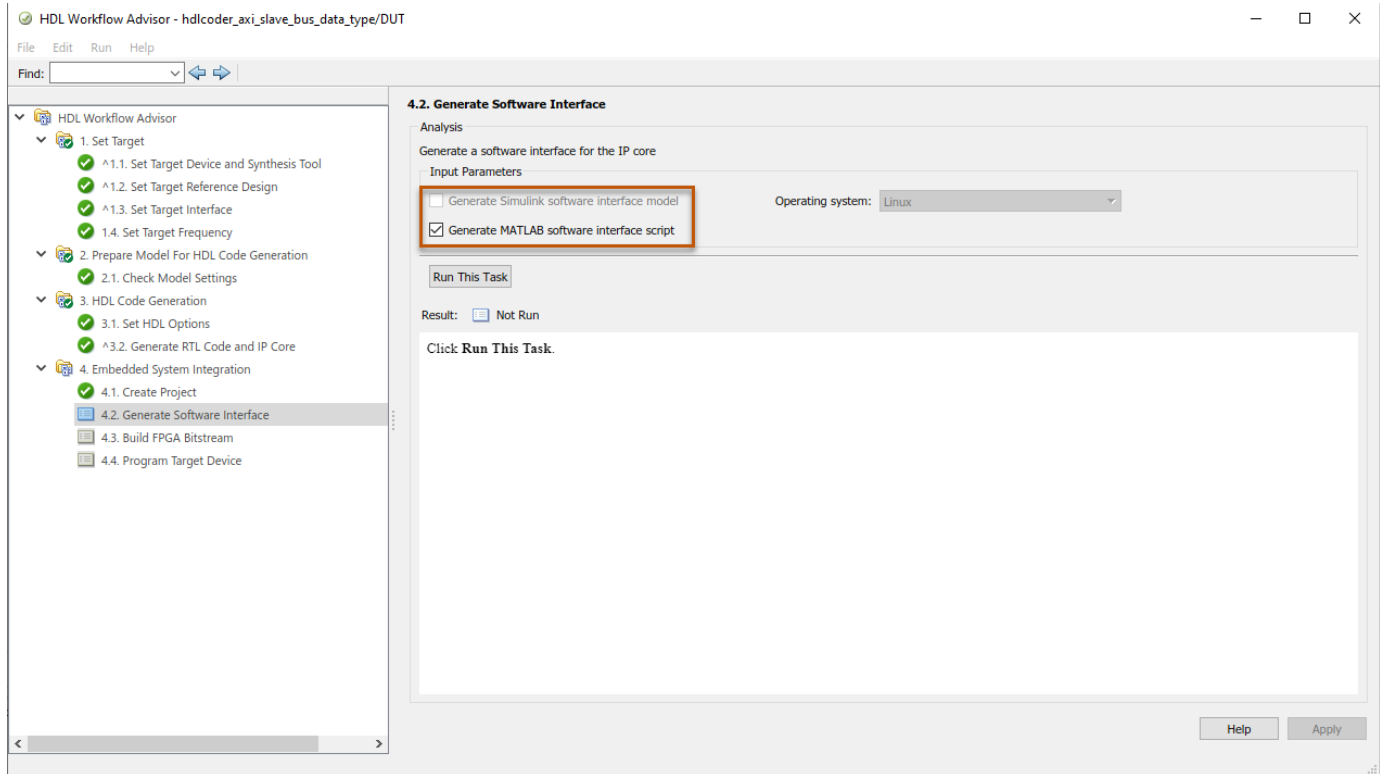 HDL Workflow Advisor - hdlcoder_axi_slave_bus_data_type/DUT
File Edit Run Help
Find:
HDL Workflow Advisor
1. Set Target
^1.1. Set Target Device and Synthesis Tool
^1.2. Set Target Reference Design
^1.3. Set Target Interface
1.4. Set Target Frequency
2. Prepare Model For HDL Code Generation
2.1. Check Model Settings
3. HDL Code Generation
3.1. Set HDL Options
^3.2. Generate RTL Code and IP Core
4. Embedded System Integration
4.1. Create Project
4.2. Generate Software Interface
4.3. Build FPGA Bitstream
4.4. Program Target Device
4.2. Generate Software Interface
Analysis
Generate a software interface for the IP core
Input Parameters
Generate Simulink software interface model Operating system: Linux
Generate MATLAB software interface script
Run This Task
Result: Not Run
Click Run This Task.
Help Apply